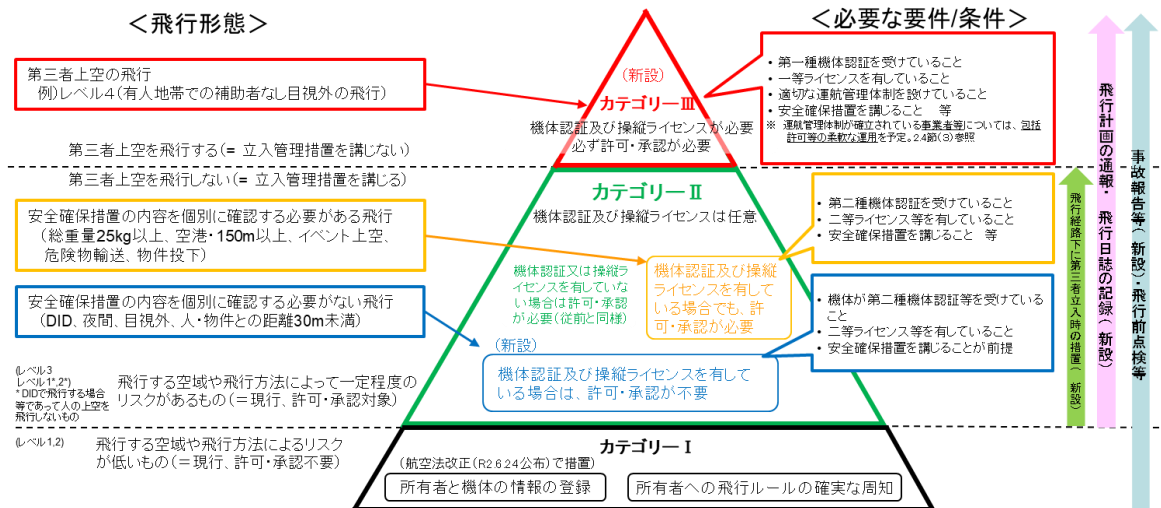 ＜飛行形態＞
第三者上空の飛行
例)レベル４(有人地帯での補助者なし目視外の飛行)
第三者上空を飛行する(= 立入管理措置を講じない)
第三者上空を飛行しない(= 立入管理措置を講じる)
安全確保措置の内容を個別に確認する必要がある飛行
(総重量25kg以上、空港・150m以上、イベント上空、
危険物輸送、物件投下)
安全確保措置の内容を個別に確認する必要がない飛行
(DID、夜間、目視外、人・物件との距離30m未満)
(レベル3
レベル1*,2*)
* DIDで飛行する場合
等であって人の上空を
飛行しないもの
飛行する空域や飛行方法によって一定程度の
リスクがあるもの(＝現行、許可・承認対象)
(レベル1,2)
飛行する空域や飛行方法によるリスク
が低いもの(＝現行、許可・承認不要)
(新設)
カテゴリーⅢ
機体認証及び操縦ライセンスが必要
必ず許可・承認が必要
カテゴリーⅡ
機体認証及び操縦ライセンスは任意
機体認証又は操縦ラ
イセンスを有してい
ない場合は許可・承認
が必要(従前と同様)
機体認証及び操縦
ライセンスを有して
いる場合でも、許
可・承認が必要
(新設)
機体認証及び操縦ライセンスを有して
いる場合は、許可・承認が不要
カテゴリーⅠ
(航空法改正(R2.6.24公布)で措置)
所有者と機体の情報の登録
所有者への飛行ルールの確実な周知
＜必要な要件/条件＞
• 第一種機体認証を受けていること
• 一等ライセンスを有していること
• 適切な運航管理体制を設けていること
• 安全確保措置を講じること　等
※ 運航管理体制が確立されている事業者等については、包括
許可等の柔軟な運用を予定。2.4節(３)参照
• 第二種機体認証を受けていること
• 二等ライセンス等を有していること
• 安全確保措置を講じること　等
• 機体が第二種機体認証等を受けている
こと
• 二等ライセンス等を有していること
• 安全確保措置を講じることが前提
飛行経路下に第三者立入時の措置(新設)
飛行計画の通報・飛行日誌の記録(新設)
事故報告等(新設)・飛行前点検等